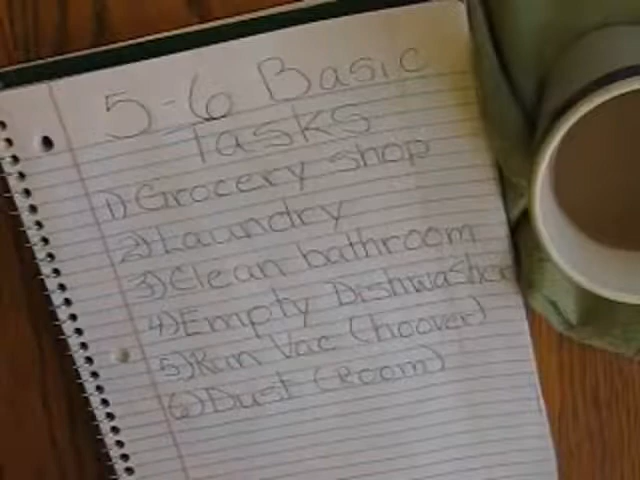 5-6 Basic
Tasks
1) Grocery shop
2) Laundry
3) Clean bathroom
4) Empty Dishwasher
5) Run Vac (hoover)
6) Dust (Room)